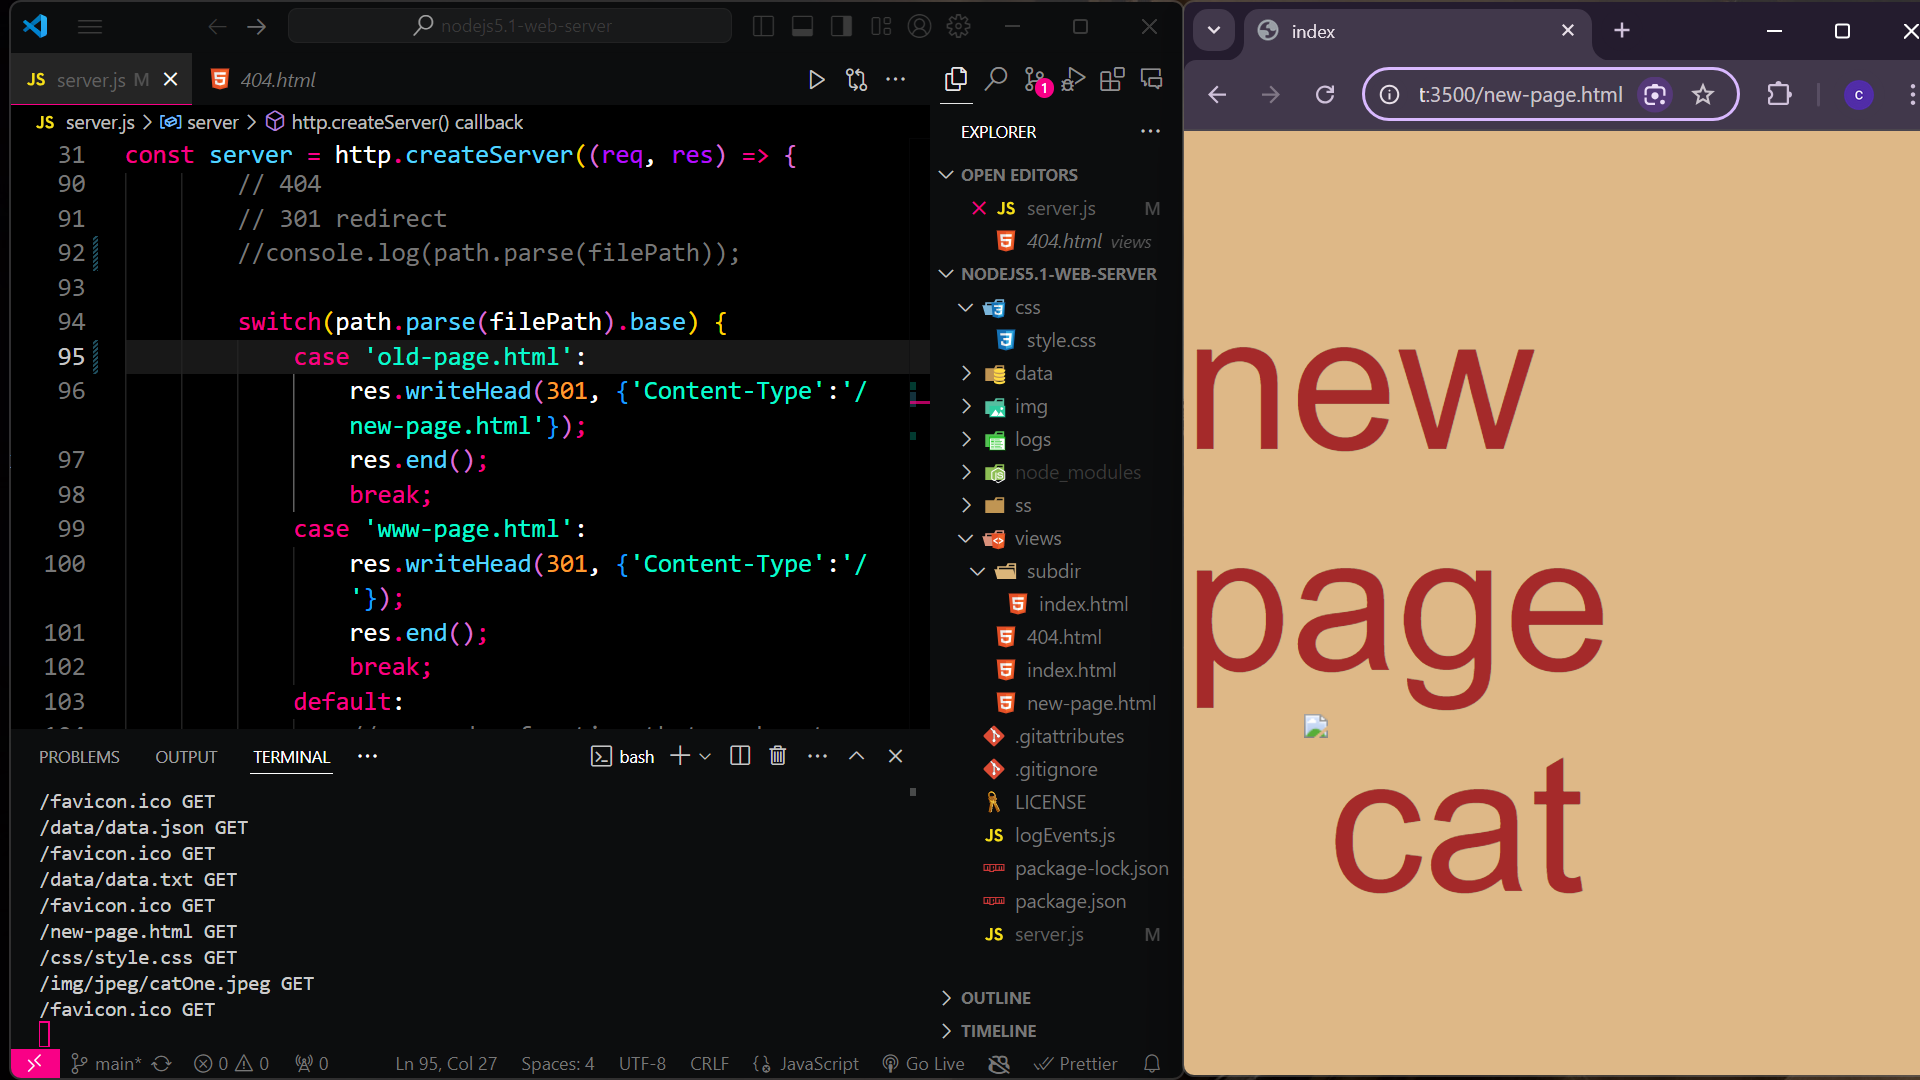 nodejs5.1-web-server
JS server.js M
404.html
JS server.js > server > http.createServer() callback
31 const server = http.createServer((req, res) => {
90 // 404
91 // 301 redirect
92 //console.log(path.parse(filePath));
93
94 switch(path.parse(filePath).base) {
95 case 'old-page.html':
96 res.writeHead(301, {'Content-Type':'/
new-page.html'});
97 res.end();
98 break;
99 case 'www-page.html':
100 res.writeHead(301, {'Content-Type':'/
'});
101 res.end();
102 break;
103 default:
PROBLEMS OUTPUT TERMINAL ··· bash
/favicon.ico GET
/data/data.json GET
/favicon.ico GET
/data/data.txt GET
/favicon.ico GET
/new-page.html GET
/css/style.css GET
/img/jpeg/catOne.jpeg GET
/favicon.ico GET
main* 0 0 0 Ln 95, Col 27 Spaces: 4 UTF-8 CRLF JavaScript Go Live Prettier
1
EXPLORER
OPEN EDITORS
JS server.js M
404.html views
NODEJS5.1-WEB-SERVER
css
style.css
data
img
logs
node_modules
ss
views
subdir
index.html
404.html
index.html
new-page.html
.gitattributes
.gitignore
LICENSE
JS logEvents.js
package-lock.json
package.json
JS server.js M
OUTLINE
TIMELINE
index
t:3500/new-page.html
c
new
page
cat